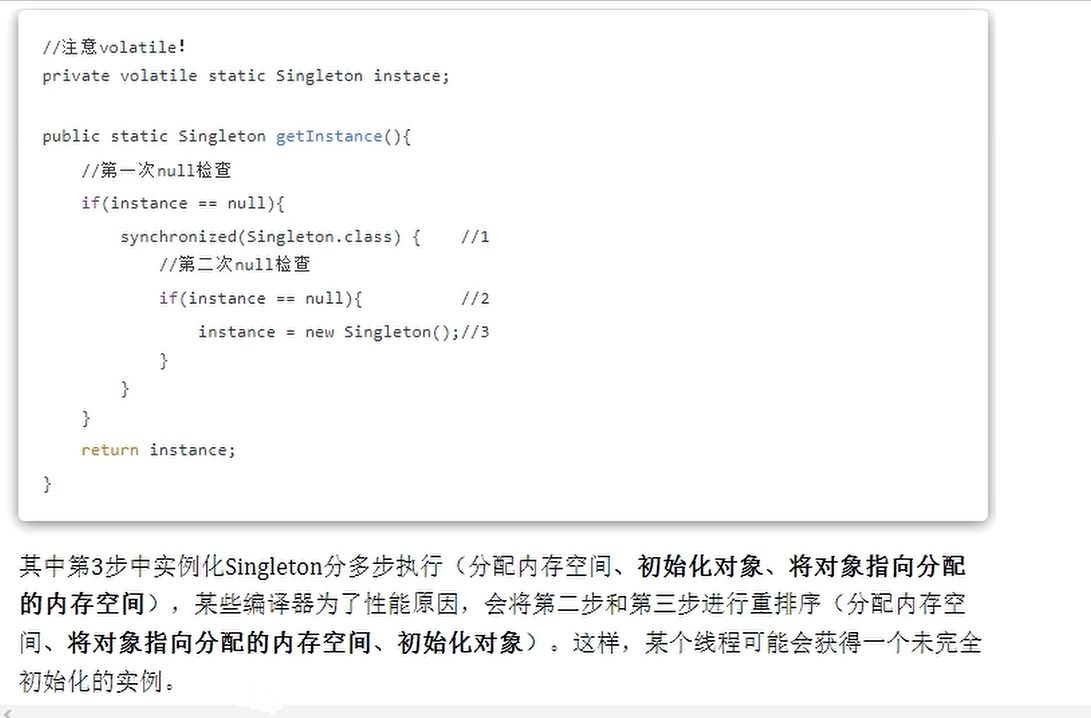 //注意volatile!
private volatile static Singleton instace;
public static Singleton getInstance(){
//第一次null检查
if(instance == null){
synchronized(Singleton.class) { //1
//第二次null检查
if(instance == null){ //2
instance = new Singleton();//3
}
}
}
return instance;
}
其中第3步中实例化Singleton分多步执行（分配内存空间、初始化对象、将对象指向分配
的内存空间），某些编译器为了性能原因，会将第二步和第三步进行重排序（分配内存空
间、将对象指向分配的内存空间、初始化对象）。这样，某个线程可能会获得一个未完全
初始化的实例。